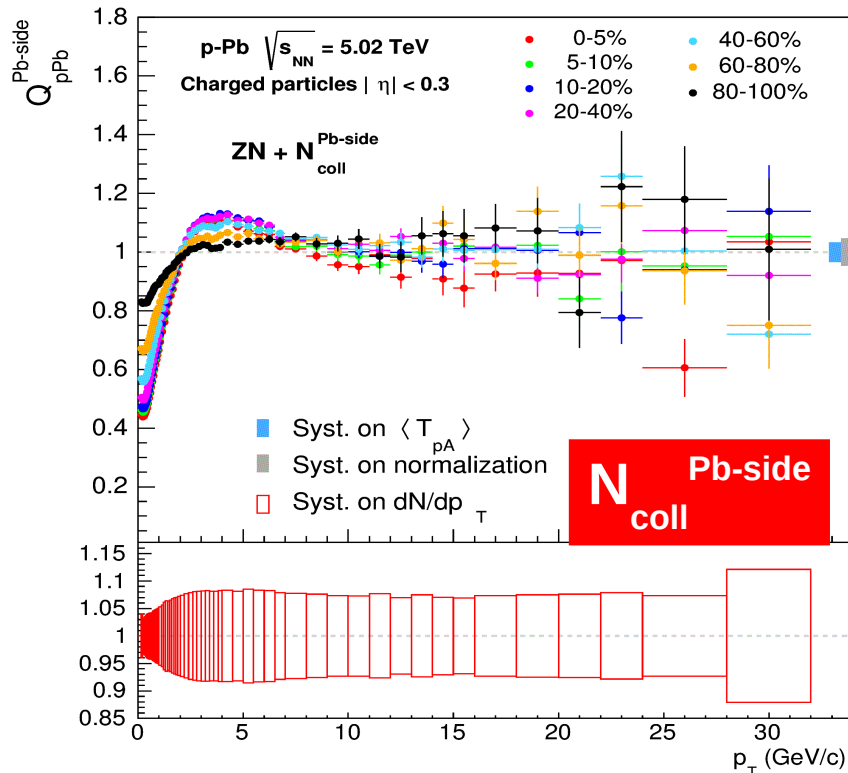 Q pPb Pb-side
1.8
1.6
1.4
1.2
1
0.8
0.6
0.4
0.2
p-Pb √s NN = 5.02 TeV
Charged particles | η| < 0.3
ZN + N coll Pb-side
0-5%
5-10%
10-20%
20-40%
40-60%
60-80%
80-100%
Syst. on 〈 T pA 〉
Syst. on normalization
Syst. on dN/dp T
N coll Pb-side
1.15
1.1
1.05
1
0.95
0.9
0.85
0 5 10 15 20 25 30
p T (GeV/c)